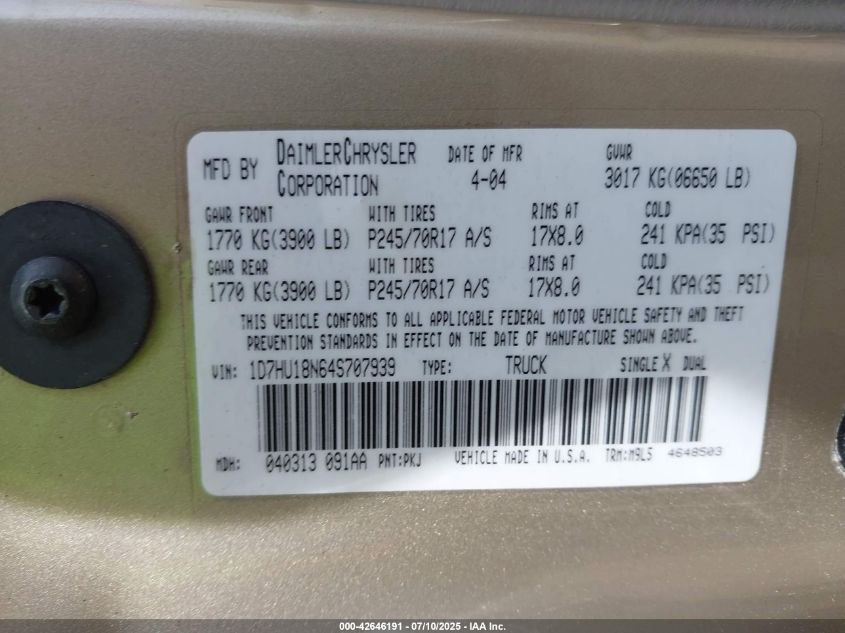 MFD BY DAIMLERCHRYSLER CORPORATION DATE OF MFR 4-04 GVWR 3017 KG(06650 LB)
GAWR FRONT WITH TIRES RIMS AT COLD
1770 KG(3900 LB) P245/70R17 A/S 17X8.0 241 KPA(35 PSI)
GAWR REAR WITH TIRES RIMS AT COLD
1770 KG(3900 LB) P245/70R17 A/S 17X8.0 241 KPA(35 PSI)
THIS VEHICLE CONFORMS TO ALL APPLICABLE FEDERAL MOTOR VEHICLE SAFETY AND THEFT
PREVENTION STANDARDS IN EFFECT ON THE DATE OF MANUFACTURE SHOWN ABOVE.
VIN: 1D7HU18N64S707939 TYPE: TRUCK SINGLE X DUAL
MDH: 040313 091AA PNT:PKJ VEHICLE MADE IN U.S.A. TRM:M9L5 4648503
000-42646191 / 07/10/2025 - IAA Inc.